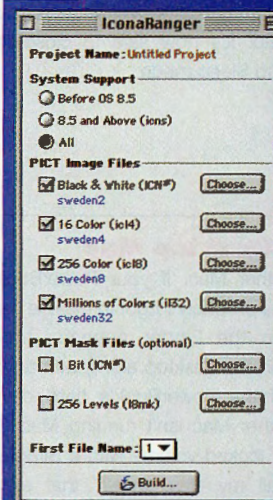 IconaRanger
Project Name: Untitled Project
System Support
Before OS 8.5
8.5 and Above (icns)
All
PICT Image Files
Black & White (ICN#) Choose...
sweden2
16 Color (icl4) Choose...
sweden4
256 Color (icl8) Choose...
sweden8
Millions of Colors (il32) Choose...
sweden32
PICT Mask Files (optional)
1 Bit (ICN#) Choose...
256 Levels (l8mk) Choose...
First File Name: 1
Build...